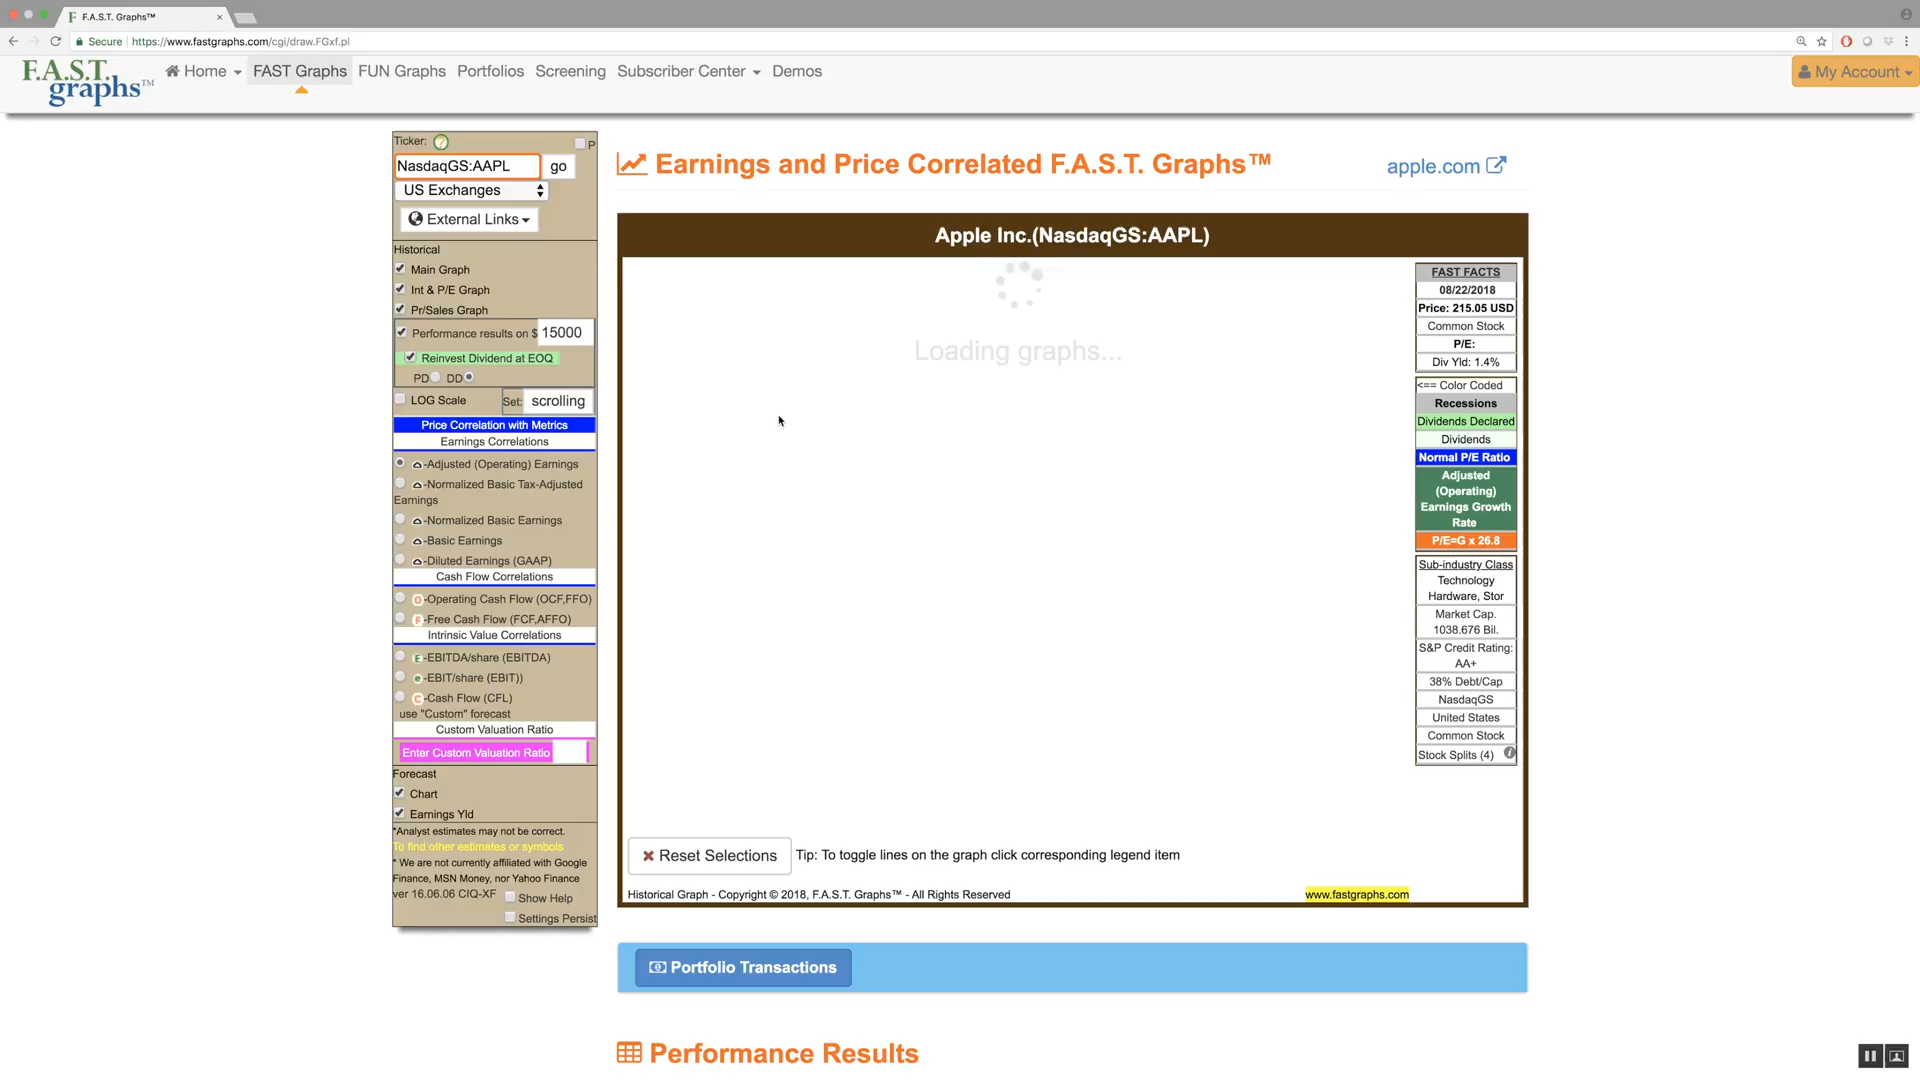 F.A.S.T. Graphs™
Secure
https://www.fastgraphs.com/cgi/draw.FGxf.pl
F.A.S.T.
graphs™
Home
FAST Graphs
FUN Graphs
Portfolios
Screening
Subscriber Center
Demos
My Account
Ticker:
P
NasdaqGS:AAPL
go
US Exchanges
External Links
Historical
Main Graph
Int & P/E Graph
Pr/Sales Graph
Performance results on $ 15000
Reinvest Dividend at EOQ
PD DD
LOG Scale
Set: scrolling
Price Correlation with Metrics
Earnings Correlations
-Adjusted (Operating) Earnings
-Normalized Basic Tax-Adjusted
Earnings
-Normalized Basic Earnings
-Basic Earnings
-Diluted Earnings (GAAP)
Cash Flow Correlations
O-Operating Cash Flow (OCF,FFO)
F-Free Cash Flow (FCF,AFFO)
Intrinsic Value Correlations
E-EBITDA/share (EBITDA)
e-EBIT/share (EBIT))
C-Cash Flow (CFL)
use "Custom" forecast
Custom Valuation Ratio
Enter Custom Valuation Ratio
Forecast
Chart
Earnings Yld
*Analyst estimates may not be correct.
To find other estimates or symbols
* We are not currently affiliated with Google
Finance, MSN Money, nor Yahoo Finance
ver 16.06.06 CIQ-XF
Show Help
Settings Persist
Earnings and Price Correlated F.A.S.T. Graphs™
apple.com
Apple Inc.(NasdaqGS:AAPL)
Loading graphs...
FAST FACTS
08/22/2018
Price: 215.05 USD
Common Stock
P/E:
Div Yld: 1.4%
<== Color Coded
Recessions
Dividends Declared
Dividends
Normal P/E Ratio
Adjusted
(Operating)
Earnings Growth
Rate
P/E=G x 26.8
Sub-industry Class
Technology
Hardware, Stor
Market Cap.
1038.676 Bil.
S&P Credit Rating:
AA+
38% Debt/Cap
NasdaqGS
United States
Common Stock
Stock Splits (4)
Reset Selections
Tip: To toggle lines on the graph click corresponding legend item
Historical Graph - Copyright © 2018, F.A.S.T. Graphs™ - All Rights Reserved
www.fastgraphs.com
Portfolio Transactions
Performance Results